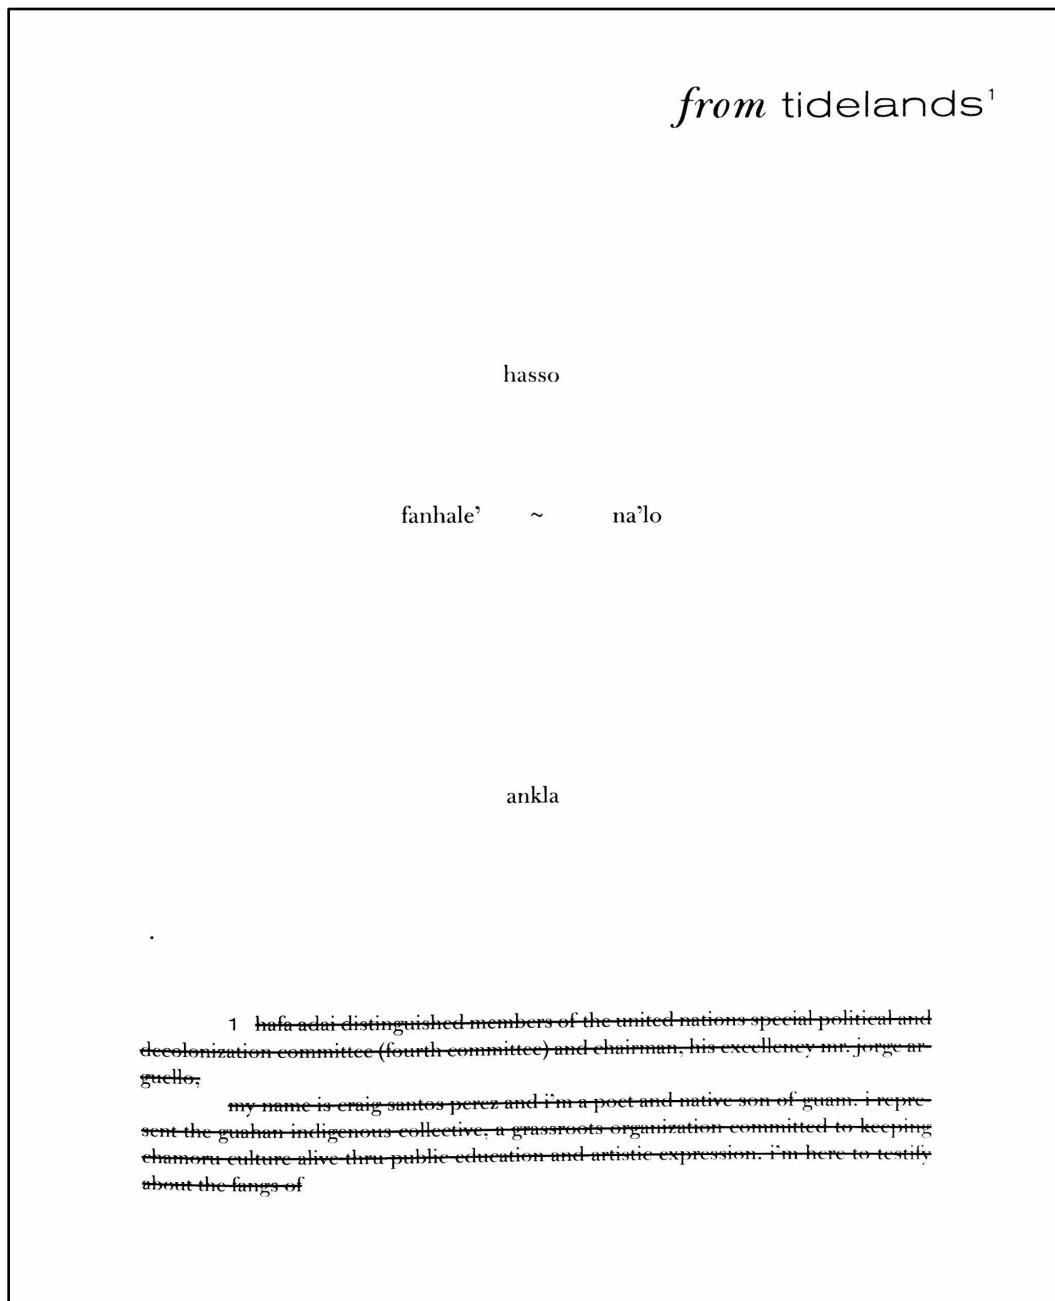 from tidelands¹
hasso
fanhale’ ~ na’lo
ankla
.
1 hafa adai distinguished members of the united nations special political and
decolonization committee (fourth committee) and chairman, his excellency mr. jorge ar-
guello,
my name is craig santos perez and i’m a poet and native son of guam. i repre-
sent the guahan indigenous collective, a grassroots organization committed to keeping
chamoru culture alive thru public education and artistic expression. i’m here to testify
about the fangs of